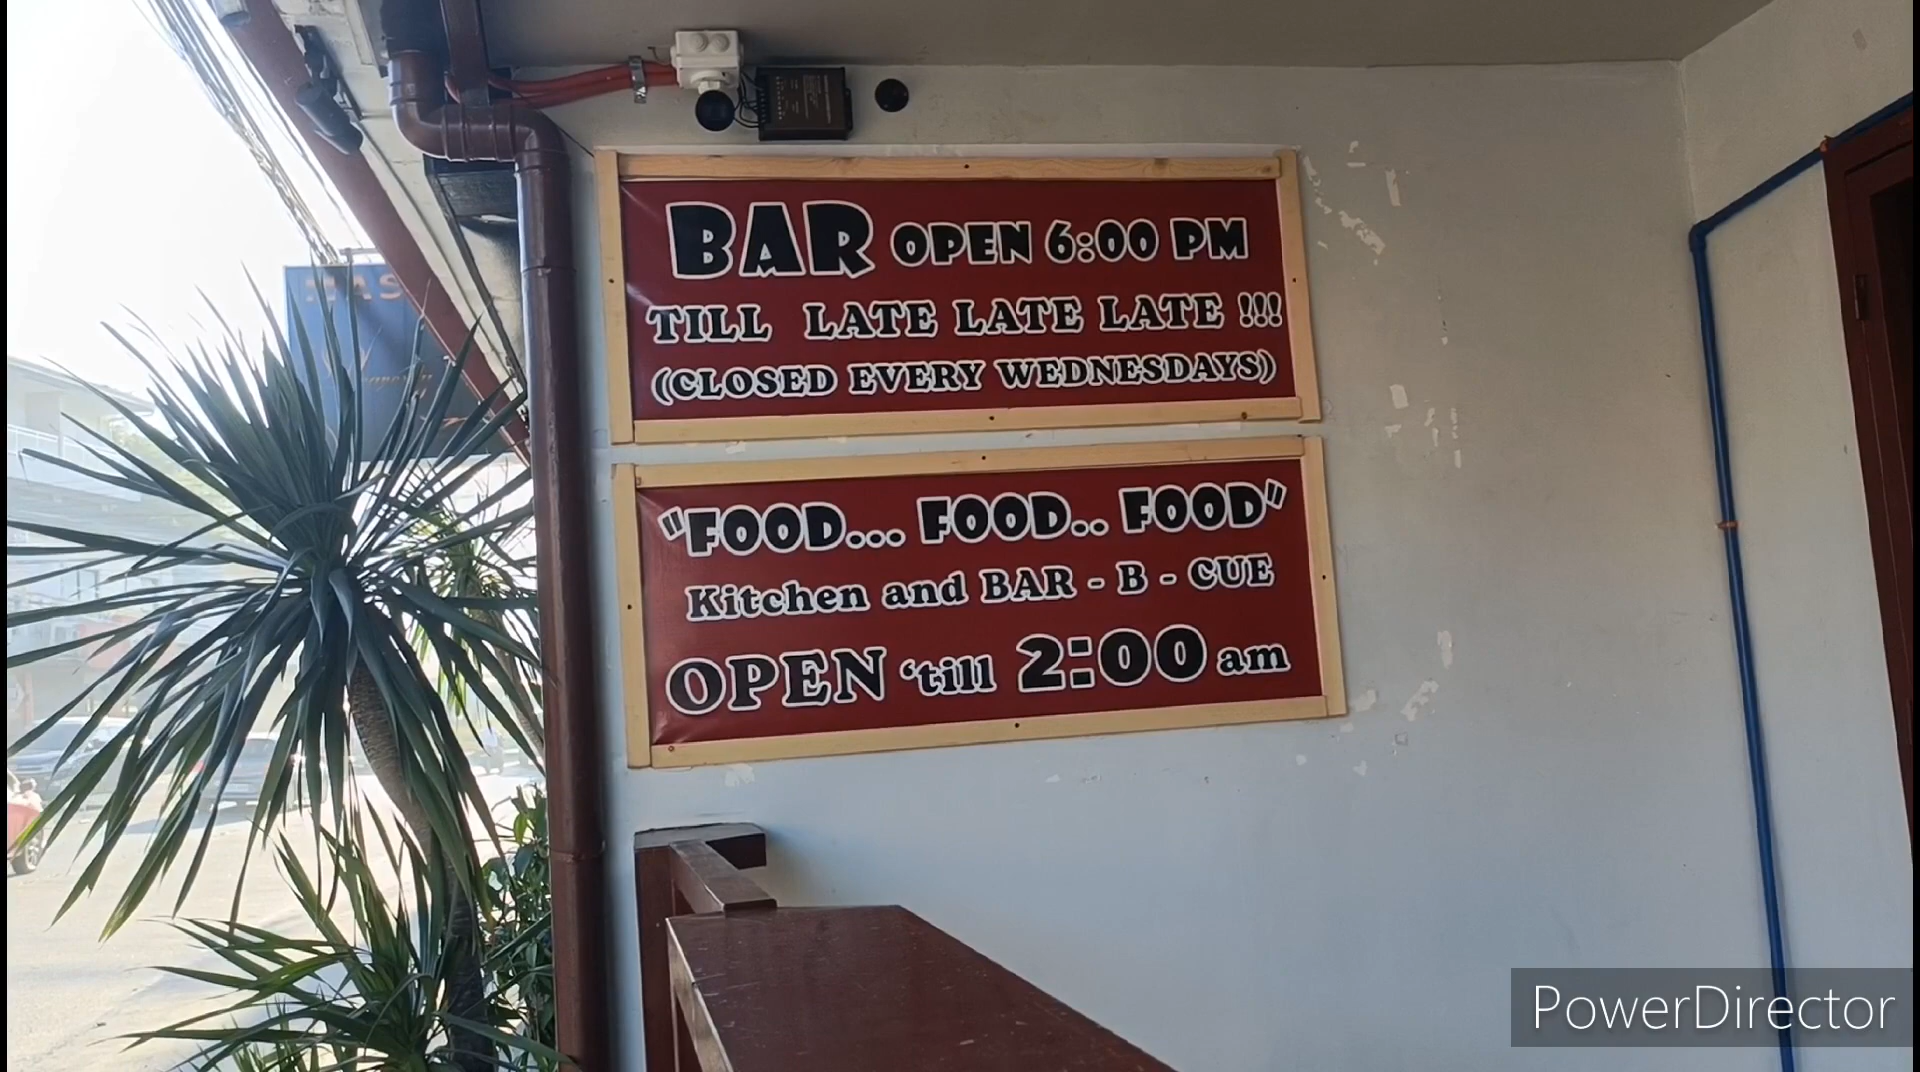 BAR OPEN 6:00 PM
TILL LATE LATE LATE !!!
(CLOSED EVERY WEDNESDAYS)
"FOOD... FOOD.. FOOD"
Kitchen and BAR - B - CUE
OPEN 'till 2:00 am
PowerDirector